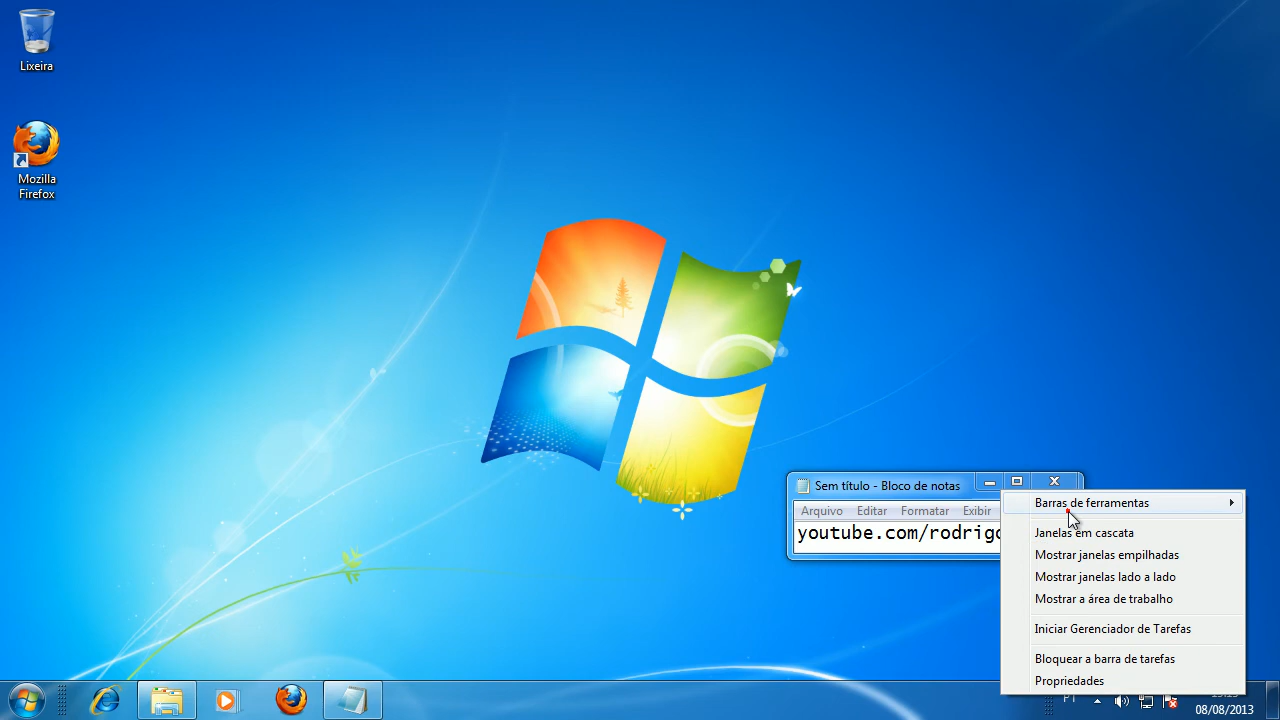 Lixeira
Mozilla
Firefox
Sem título - Bloco de notas
Arquivo Editar Formatar Exibir
youtube.com/rodrigo
Barras de ferramentas
Janelas em cascata
Mostrar janelas empilhadas
Mostrar janelas lado a lado
Mostrar a área de trabalho
Iniciar Gerenciador de Tarefas
Bloquear a barra de tarefas
Propriedades
PT
08/08/2013